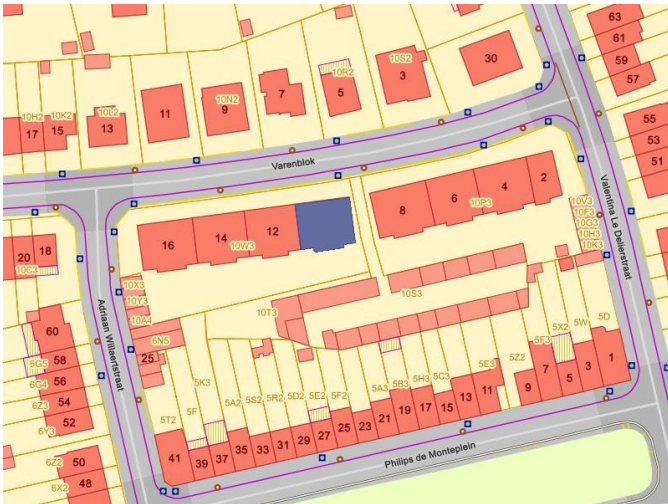 63
61
59
57
30
10S2
3
10R2
5
7
10N2
9
11
10L2
13
10K2
15
10H2
17
55
53
51
Varenblok
Valentina Le Delierstraat
2
4
6
10P3
8
12
14
10W3
16
10V3
10F3
10G3
10H3
10K3
20
18
10C3
10X3
10Y3
10A4
6N5
25
Adriaan Willaertstraat
10T3
10S3
60
58
56
54
52
6G5
6G4
6Z3
6Y3
50
48
6Z2
6X2
5K3
5T2
5F
5A2
5S2
5R2
5D2
5E2
5F2
5A3
5B3
5H3
5C3
5E3
5Z2
5F3
5X2
5W
5D
41
39
37
35
33
31
29
27
25
23
21
19
17
15
13
11
9
7
5
3
1
Philips de Monteplein